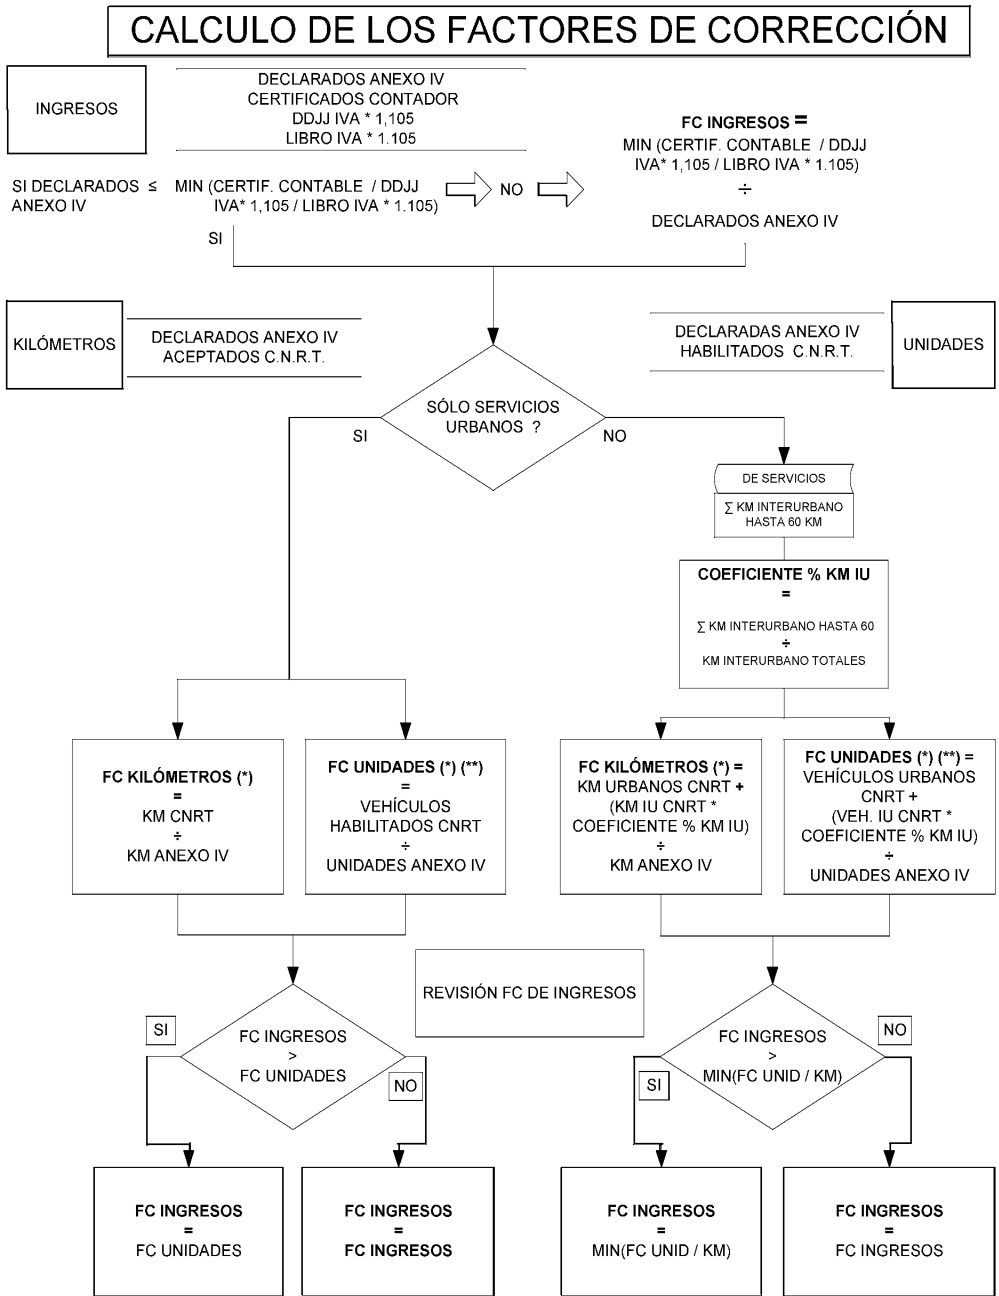 CALCULO DE LOS FACTORES DE CORRECCIÓN
INGRESOS
DECLARADOS ANEXO IV
CERTIFICADOS CONTADOR
DDJJ IVA * 1,105
LIBRO IVA * 1.105
FC INGRESOS =
MIN (CERTIF. CONTABLE / DDJJ
IVA* 1,105 / LIBRO IVA * 1.105)
÷
DECLARADOS ANEXO IV
SI DECLARADOS ≤
ANEXO IV
MIN (CERTIF. CONTABLE / DDJJ
IVA* 1,105 / LIBRO IVA * 1.105)
NO
SI
KILÓMETROS
DECLARADOS ANEXO IV
ACEPTADOS C.N.R.T.
DECLARADAS ANEXO IV
HABILITADOS C.N.R.T.
UNIDADES
SÓLO SERVICIOS
URBANOS ?
SI
NO
DE SERVICIOS
∑ KM INTERURBANO
HASTA 60 KM
COEFICIENTE % KM IU
=
∑ KM INTERURBANO HASTA 60
÷
KM INTERURBANO TOTALES
FC KILÓMETROS (*)
=
KM CNRT
÷
KM ANEXO IV
FC UNIDADES (*) (**)
=
VEHÍCULOS
HABILITADOS CNRT
÷
UNIDADES ANEXO IV
FC KILÓMETROS (*) =
KM URBANOS CNRT +
(KM IU CNRT *
COEFICIENTE % KM IU)
÷
KM ANEXO IV
FC UNIDADES (*) (**) =
VEHÍCULOS URBANOS
CNRT +
(VEH. IU CNRT *
COEFICIENTE % KM IU)
÷
UNIDADES ANEXO IV
REVISIÓN FC DE INGRESOS
SI
FC INGRESOS
>
FC UNIDADES
NO
FC INGRESOS
>
MIN(FC UNID / KM)
SI
NO
FC INGRESOS
=
FC UNIDADES
FC INGRESOS
=
FC INGRESOS
FC INGRESOS
=
MIN(FC UNID / KM)
FC INGRESOS
=
FC INGRESOS